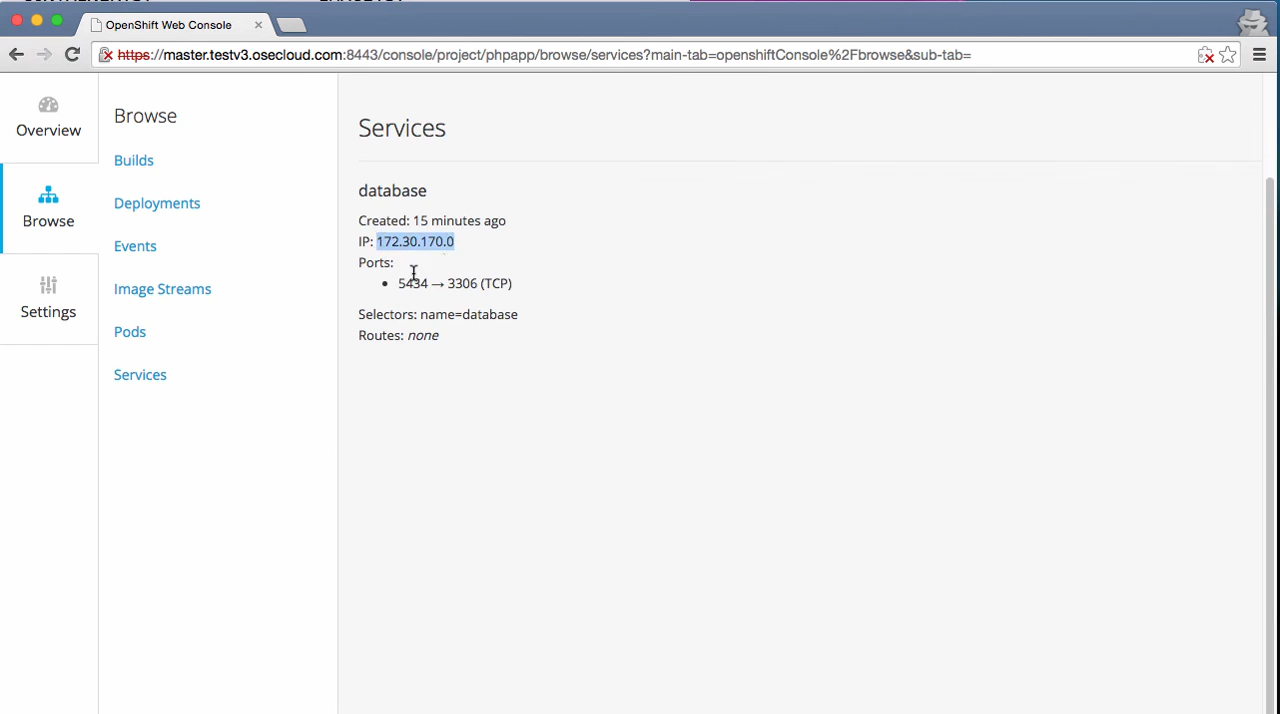 OpenShift Web Console
https://master.testv3.osecloud.com:8443/console/project/phpapp/browse/services?main-tab=openshiftConsole%2Fbrowse&sub-tab=
Overview
Browse
Settings
Browse
Builds
Deployments
Events
Image Streams
Pods
Services
Services
database
Created: 15 minutes ago
IP: 172.30.170.0
Ports:
• 5434 → 3306 (TCP)
Selectors: name=database
Routes: none